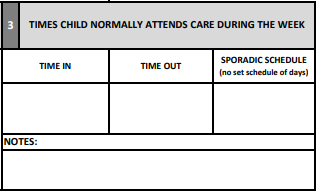 3 TIMES CHILD NORMALLY ATTENDS CARE DURING THE WEEK
TIME IN TIME OUT SPORADIC SCHEDULE
(no set schedule of days)
NOTES: